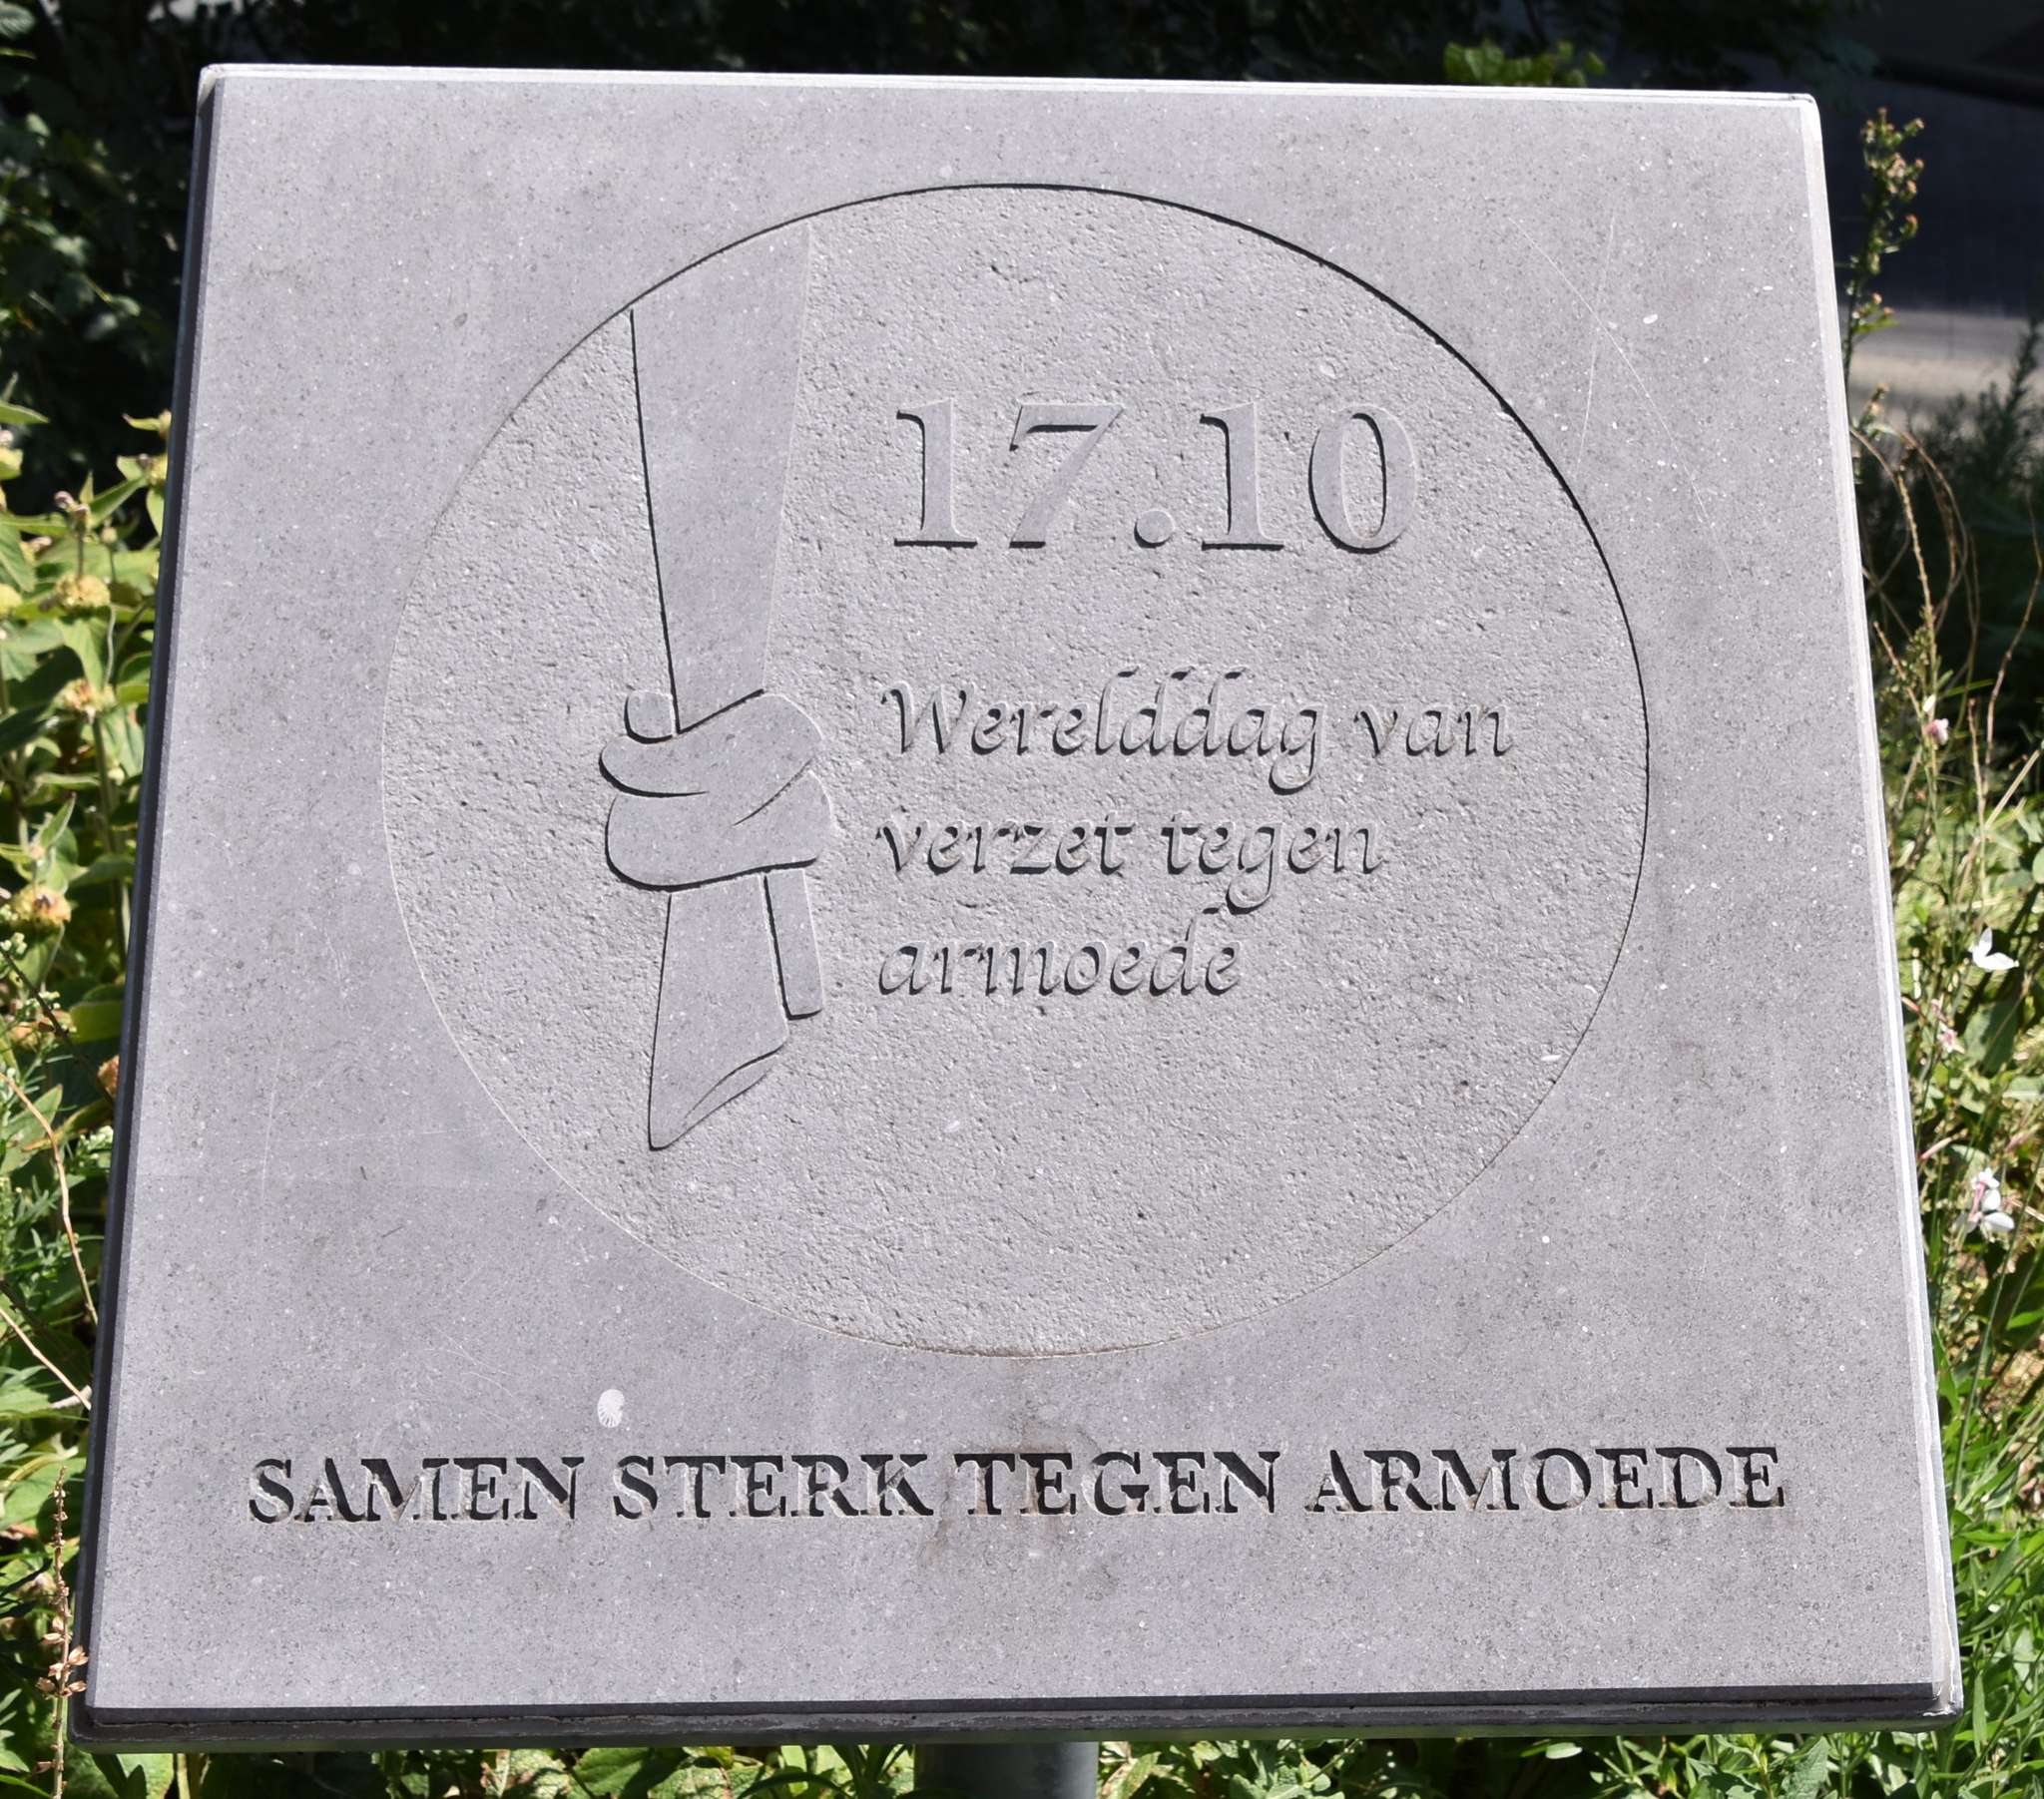 17.10
Werelddag van
verzet tegen
armoede
SAMEN STERK TEGEN ARMOEDE